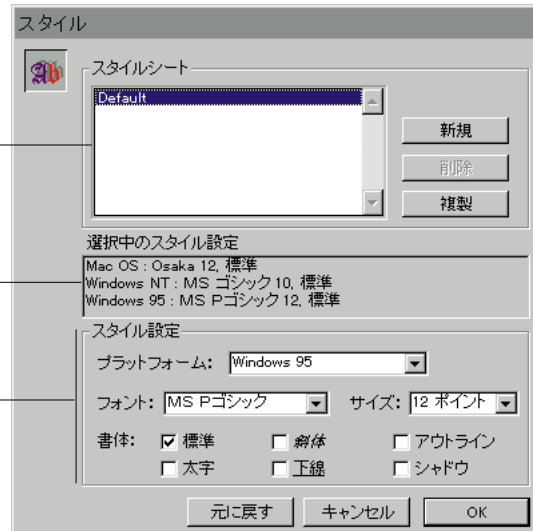 スタイル
Ab
スタイルシート
Default
新規
削除
複製
選択中のスタイル設定
Mac OS : Osaka 12, 標準
Windows NT : MS ゴシック 10, 標準
Windows 95 : MS Pゴシック 12, 標準
スタイル設定
プラットフォーム: Windows 95
フォント: MS Pゴシック サイズ: 12 ポイント
書体: 標準 斜体 アウトライン
太字 下線 シャドウ
元に戻す キャンセル OK